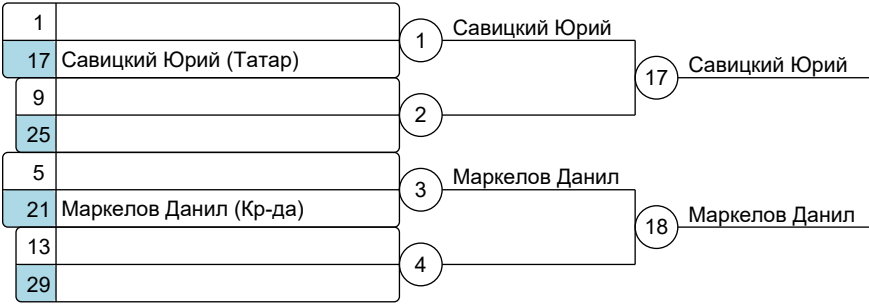 1
17 Савицкий Юрий (Татар)
1 Савицкий Юрий
9
25
2
17 Савицкий Юрий
5
21 Маркелов Данил (Кр-да)
3 Маркелов Данил
13
29
4
18 Маркелов Данил